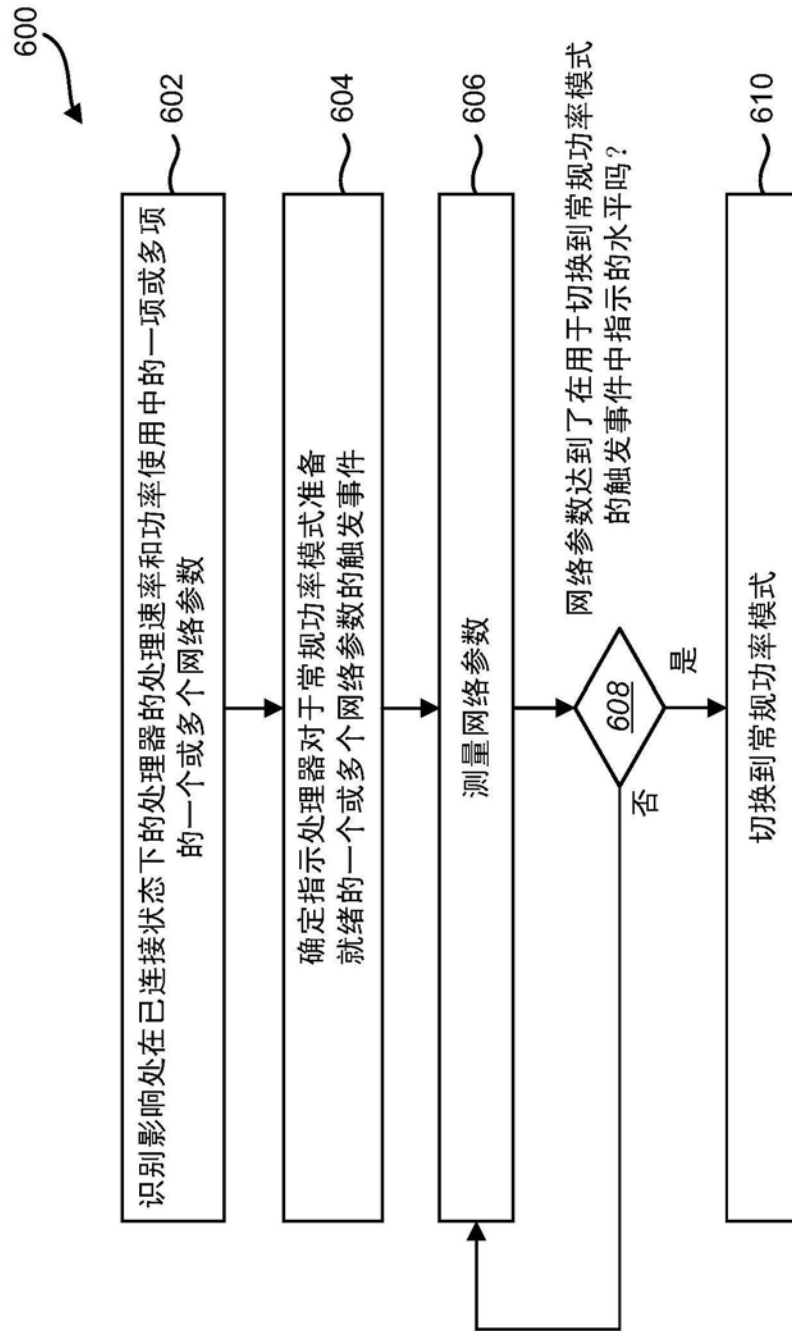 600
识别影响处在已连接状态下的处理器的处理速率和功率使用中的一项或多项
的一个或多个网络参数
602
确定指示处理器对于常规功率模式准备
就绪的一个或多个网络参数的触发事件
604
测量网络参数
606
网络参数达到了在用于切换到常规功率模式
的触发事件中指示的水平吗?
608
否
是
切换到常规功率模式
610